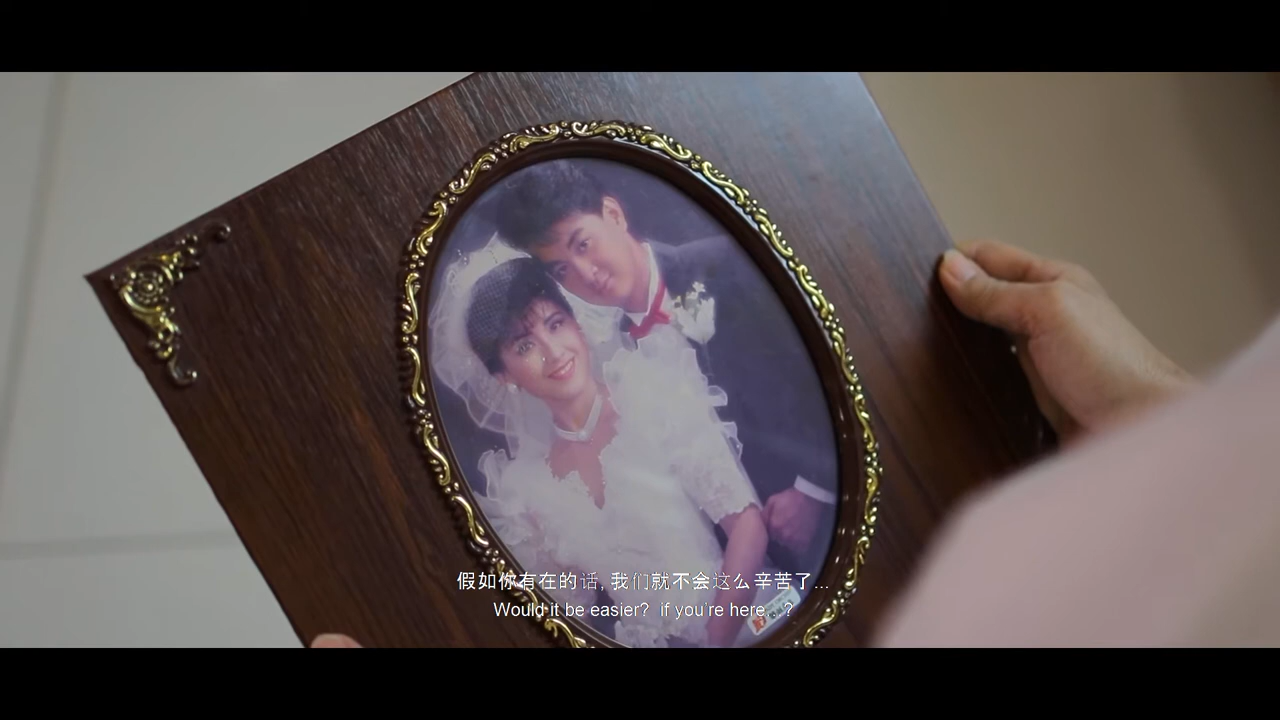 假如你有在的话, 我们就不会这么辛苦了...
Would it be easier?  if you're here...?